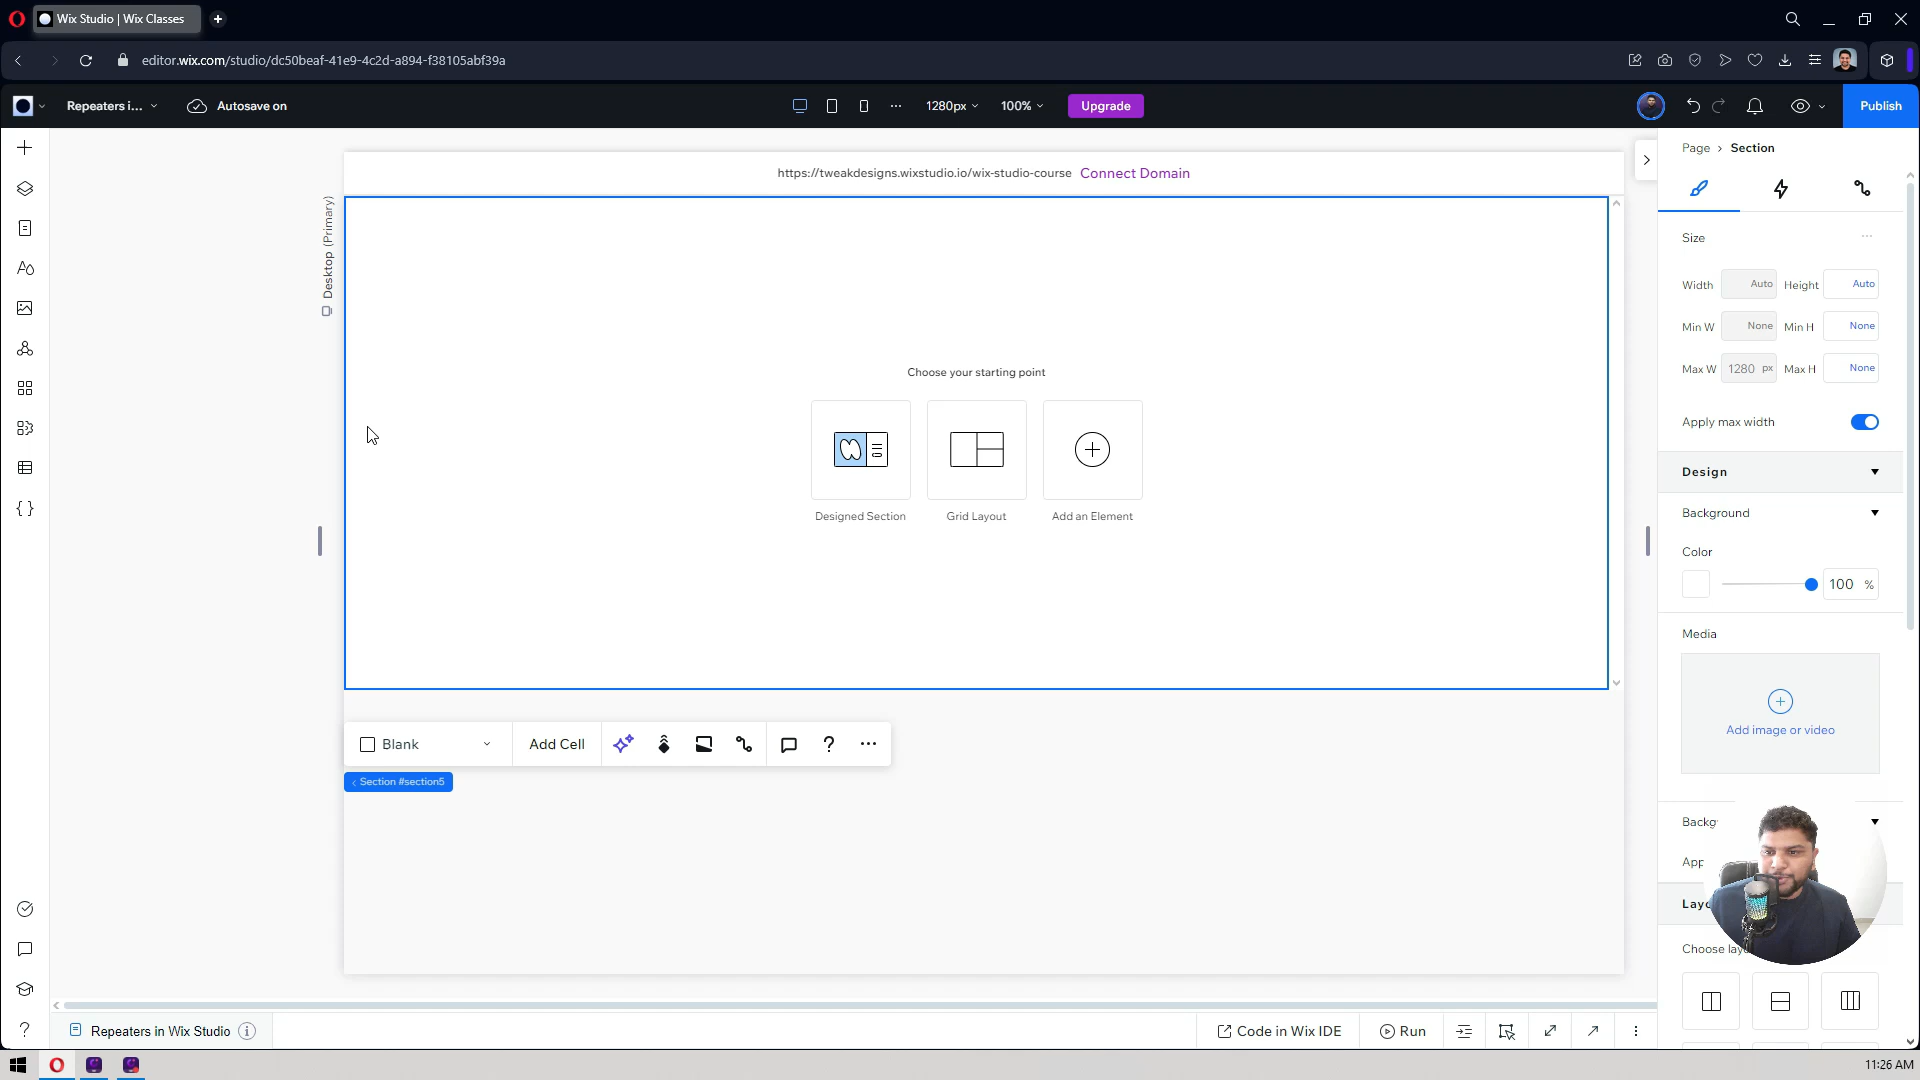 Wix Studio | Wix Classes
editor.wix.com/studio/dc50beaf-41e9-4c2d-a894-f38105abf39a
Repeaters i...
Autosave on
1280px
100%
Upgrade
Publish
https://tweakdesigns.wixstudio.io/wix-studio-course Connect Domain
Desktop (Primary)
Choose your starting point
Designed Section
Grid Layout
Add an Element
Blank
Add Cell
Section #section5
Page > Section
Size
Width Auto Height Auto
Min W None Min H None
Max W 1280 px Max H None
Apply max width
Design
Background
Color
100 %
Media
Add image or video
Backg
App
Layo
Choose lay
Repeaters in Wix Studio
Code in Wix IDE
Run
11:26 AM